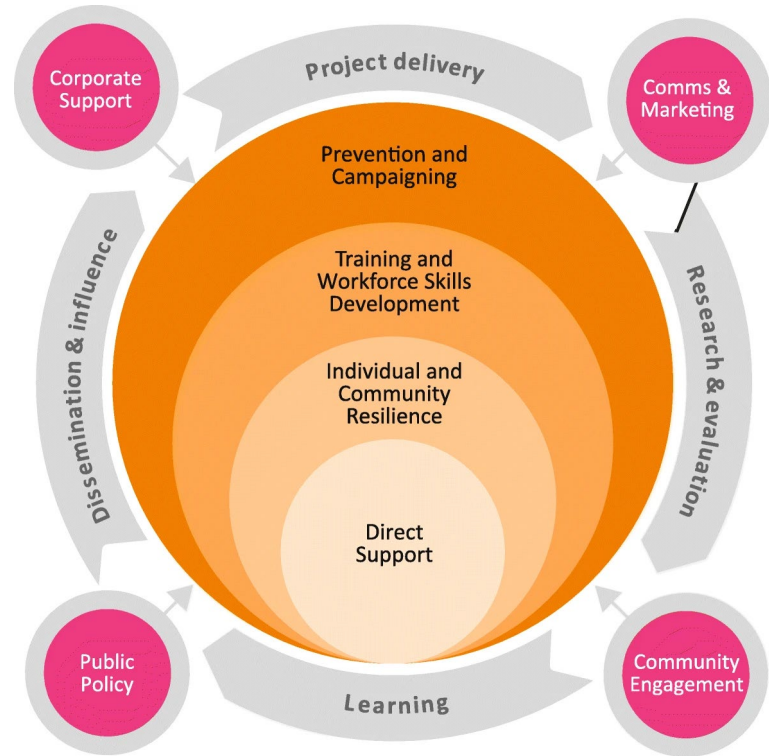 Corporate
Support
Project delivery
Comms &
Marketing
Prevention and
Campaigning
Training and
Workforce Skills
Development
Individual and
Community
Resilience
Direct
Support
Dissemination & influence
Research & evaluation
Public
Policy
Learning
Community
Engagement